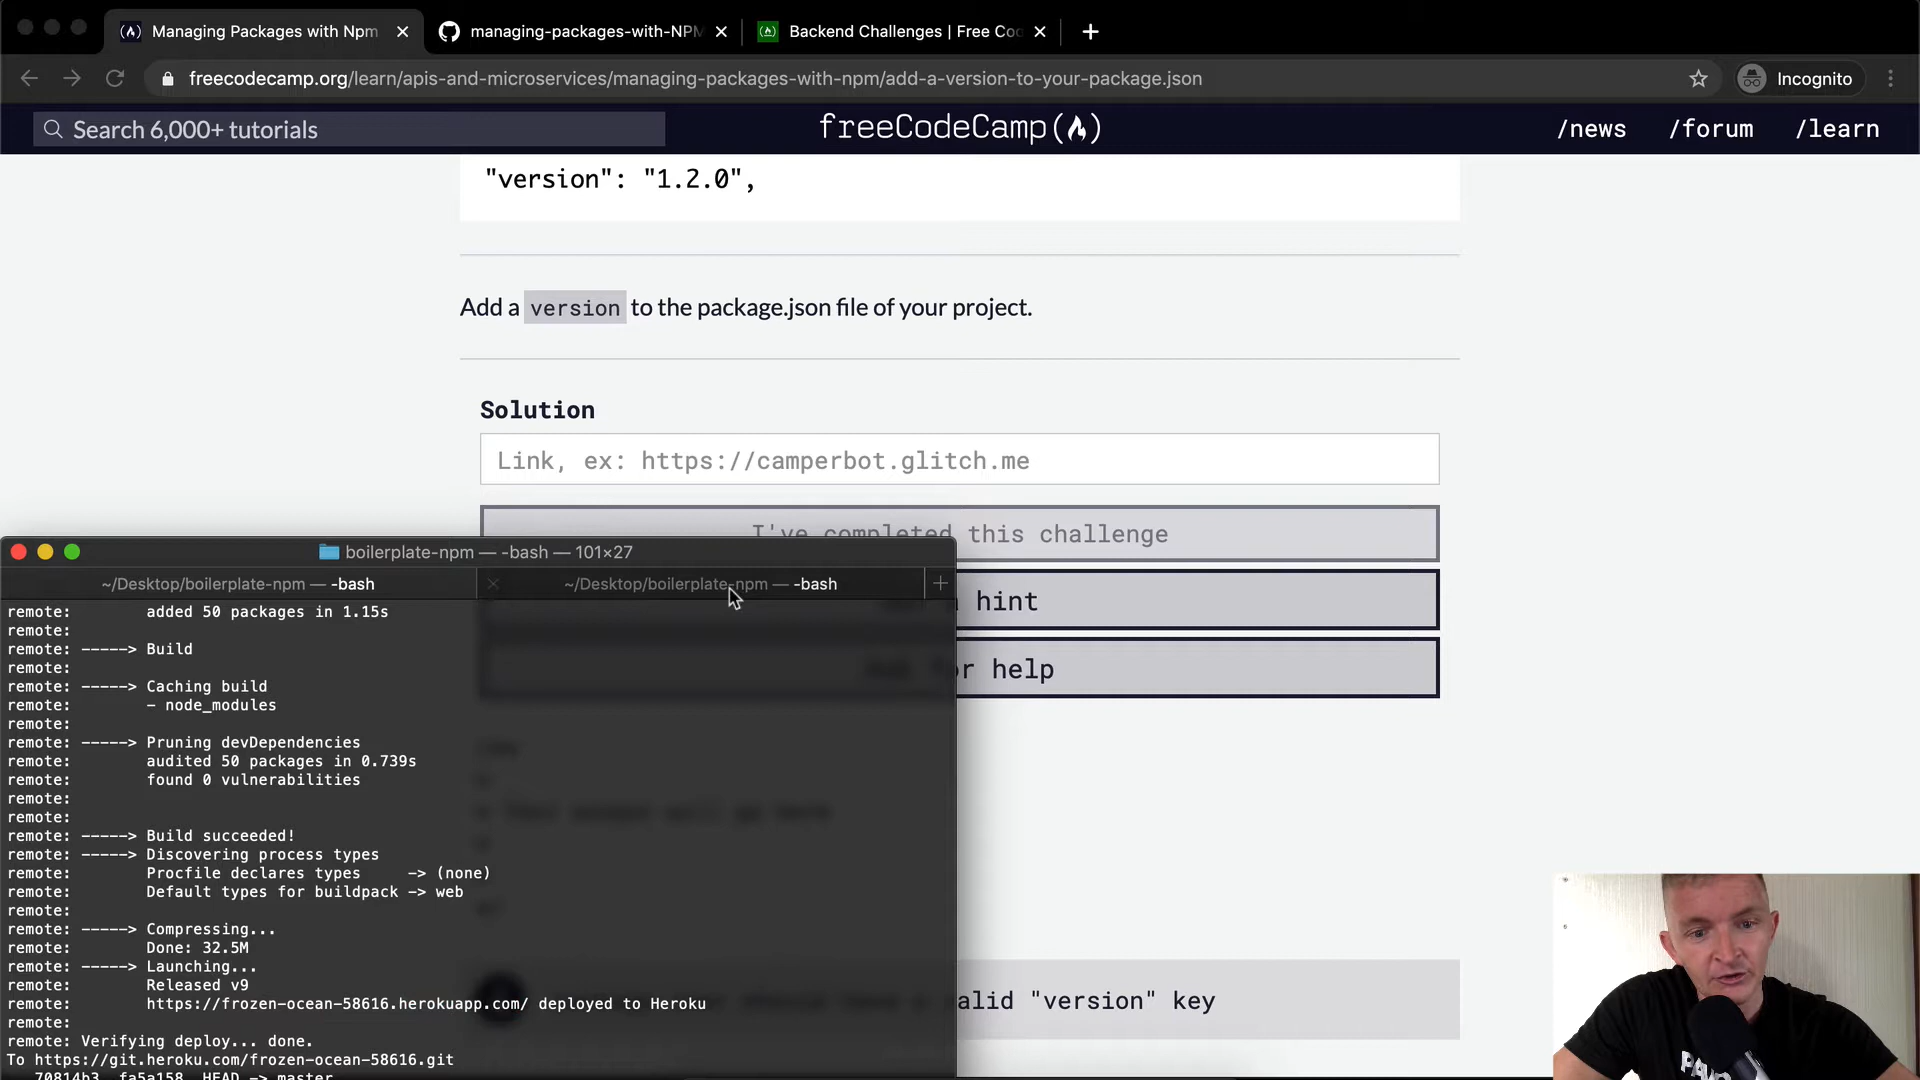 Managing Packages with Npm
managing-packages-with-NPM
Backend Challenges | Free Co
freecodecamp.org/learn/apis-and-microservices/managing-packages-with-npm/add-a-version-to-your-package.json
Incognito
Search 6,000+ tutorials
freeCodeCamp
/news
/forum
/learn
"version": "1.2.0",
Add a version to the package.json file of your project.
Solution
Link, ex: https://camperbot.glitch.me
I've completed this challenge
hint
help
alid "version" key
boilerplate-npm — -bash — 101×27
~/Desktop/boilerplate-npm — -bash
~/Desktop/boilerplate-npm — -bash
remote: added 50 packages in 1.15s
remote:
remote: -----> Build
remote:
remote: -----> Caching build
remote: - node_modules
remote:
remote: -----> Pruning devDependencies
remote: audited 50 packages in 0.739s
remote: found 0 vulnerabilities
remote:
remote:
remote: -----> Build succeeded!
remote: -----> Discovering process types
remote: Procfile declares types -> (none)
remote: Default types for buildpack -> web
remote:
remote: -----> Compressing...
remote: Done: 32.5M
remote: -----> Launching...
remote: Released v9
remote: https://frozen-ocean-58616.herokuapp.com/ deployed to Heroku
remote:
remote: Verifying deploy... done.
To https://git.heroku.com/frozen-ocean-58616.git
70814b3..fa5a158 HEAD -> master